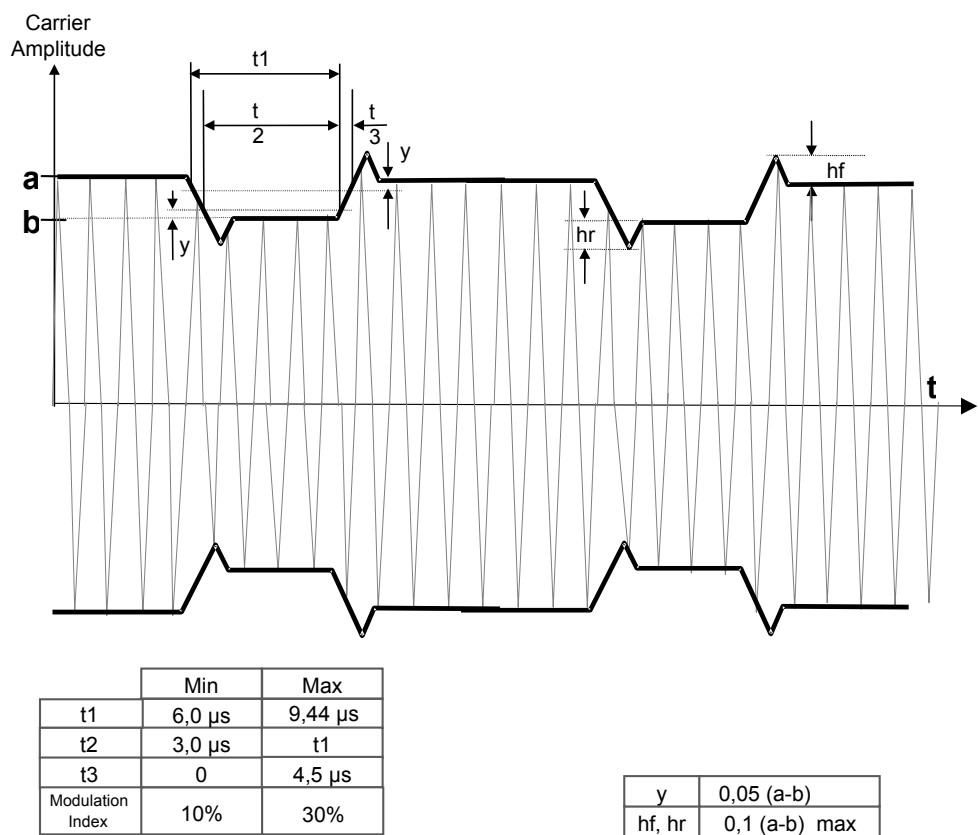 Carrier
Amplitude
t1
t
2
t
3
y
hf
a
b
y
hr
t
Min Max
t1 6,0 µs 9,44 µs
t2 3,0 µs t1
t3 0 4,5 µs
Modulation
Index 10% 30%
y 0,05 (a-b)
hf, hr 0,1 (a-b) max